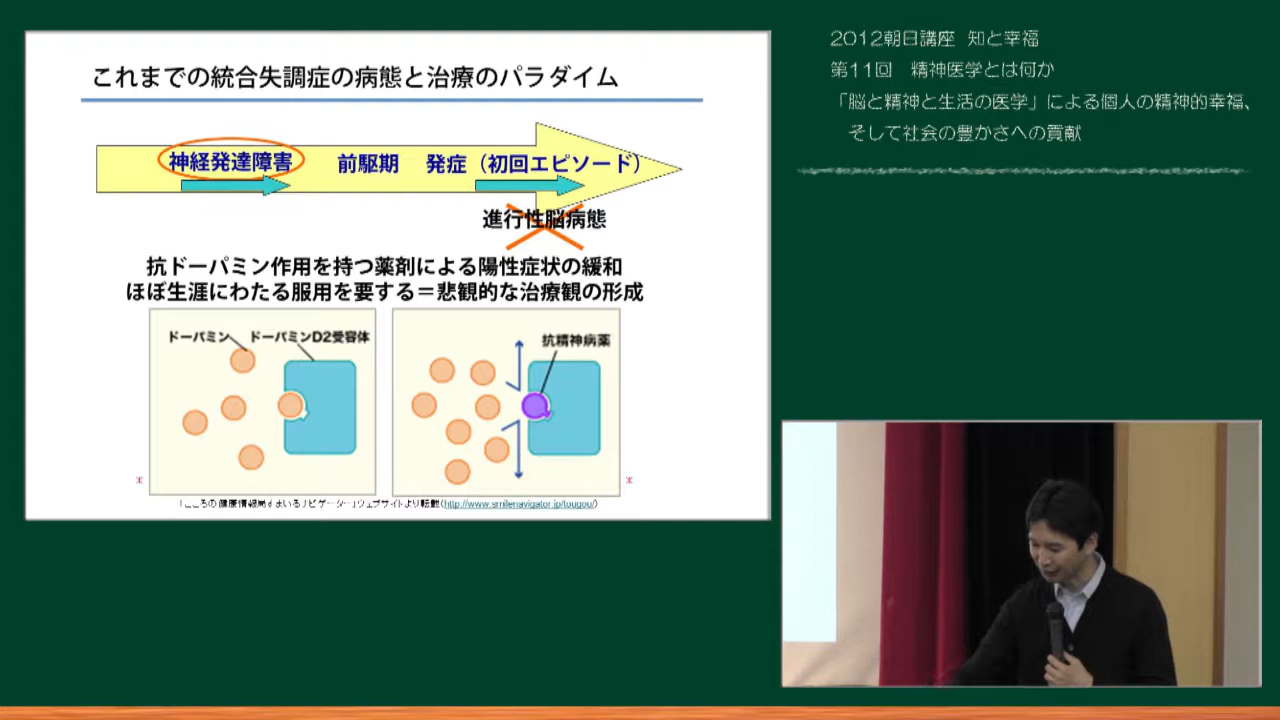 これまでの統合失調症の病態と治療のパラダイム
神経発達障害 前駆期 発症（初回エピソード）
進行性脳病態
抗ドーパミン作用を持つ薬剤による陽性症状の緩和
ほぼ生涯にわたる服用を要する＝悲観的な治療観の形成
ドーパミン ドーパミンD2受容体
抗精神病薬
* *
「こころの健康情報局すまいるナビゲーター」ウェブサイトより転載(http://www.smilenavigator.jp/tougou/)
2012朝日講座 知と幸福
第11回 精神医学とは何か
「脳と精神と生活の医学」による個人の精神的幸福、
そして社会の豊かさへの貢献